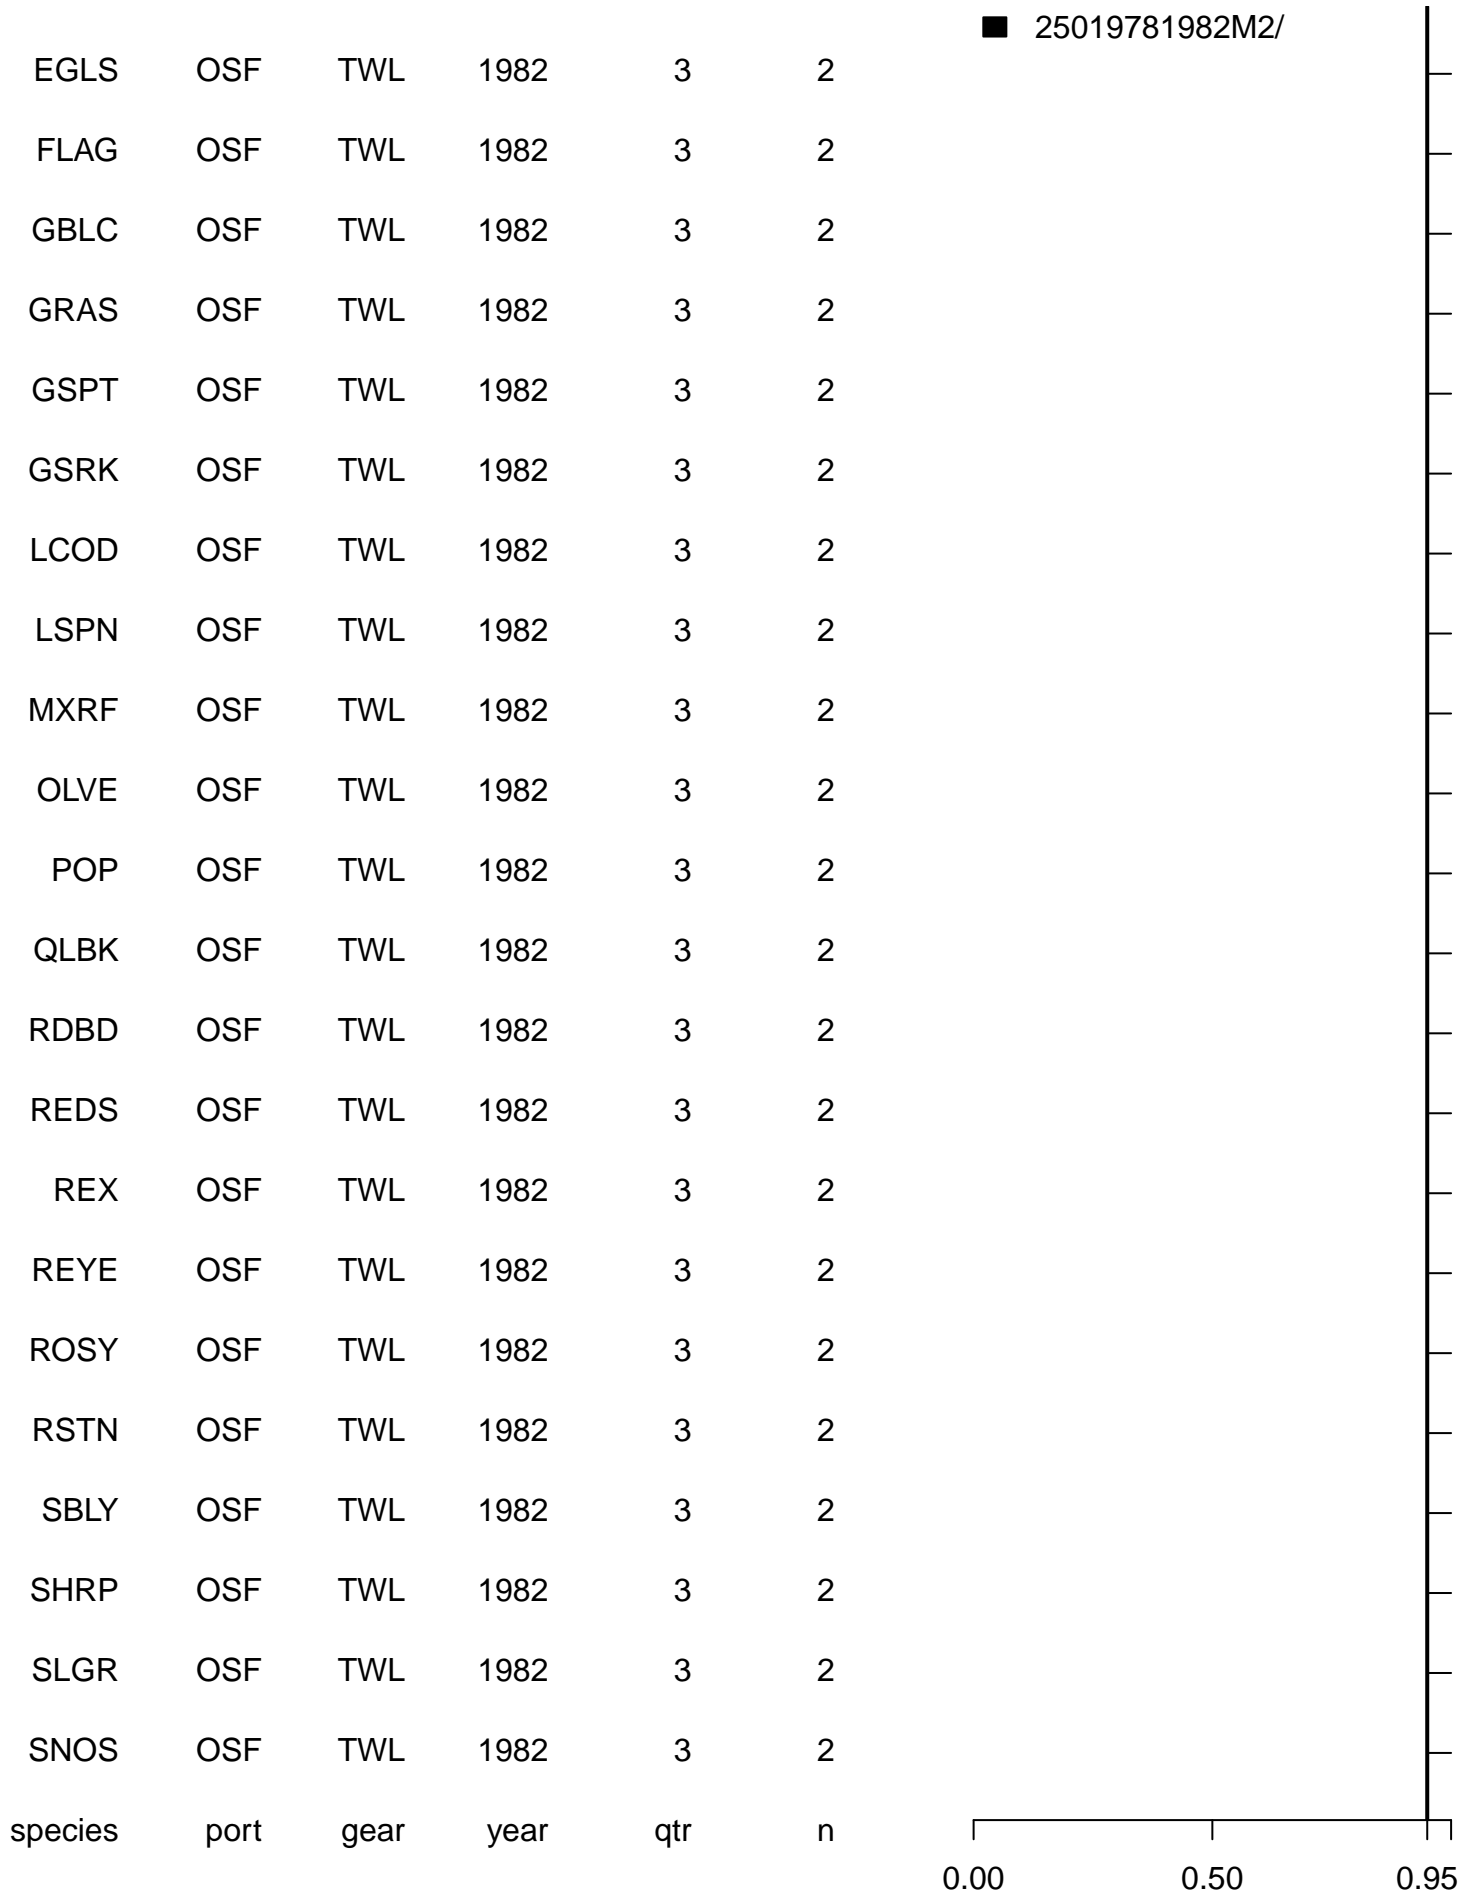 25019781982M2/
EGLS OSF TWL 1982 3 2
FLAG OSF TWL 1982 3 2
GBLC OSF TWL 1982 3 2
GRAS OSF TWL 1982 3 2
GSPT OSF TWL 1982 3 2
GSRK OSF TWL 1982 3 2
LCOD OSF TWL 1982 3 2
LSPN OSF TWL 1982 3 2
MXRF OSF TWL 1982 3 2
OLVE OSF TWL 1982 3 2
POP OSF TWL 1982 3 2
QLBK OSF TWL 1982 3 2
RDBD OSF TWL 1982 3 2
REDS OSF TWL 1982 3 2
REX OSF TWL 1982 3 2
REYE OSF TWL 1982 3 2
ROSY OSF TWL 1982 3 2
RSTN OSF TWL 1982 3 2
SBLY OSF TWL 1982 3 2
SHRP OSF TWL 1982 3 2
SLGR OSF TWL 1982 3 2
SNOS OSF TWL 1982 3 2
species port gear year qtr n
0.00 0.50 0.95